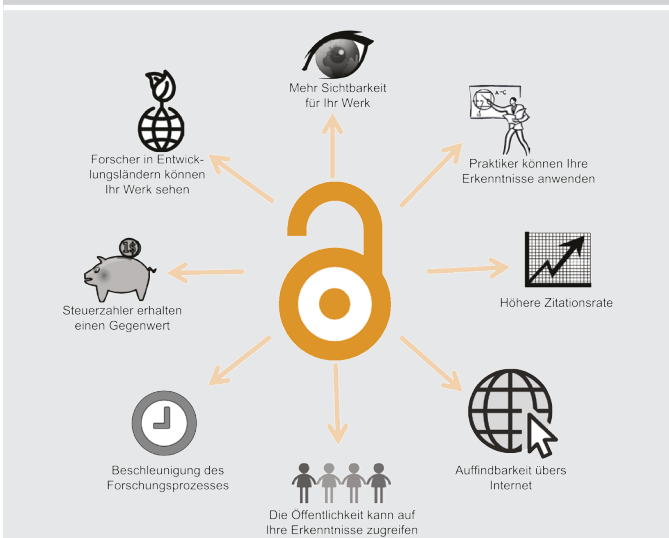 Mehr Sichtbarkeit
für Ihr Werk
Praktiker können Ihre
Erkenntnisse anwenden
Höhere Zitationsrate
Auffindbarkeit übers
Internet
Die Öffentlichkeit kann auf
Ihre Erkenntnisse zugreifen
Beschleunigung des
Forschungsprozesses
Steuerzahler erhalten
einen Gegenwert
Forscher in Entwick-
lungsländern können
Ihr Werk sehen